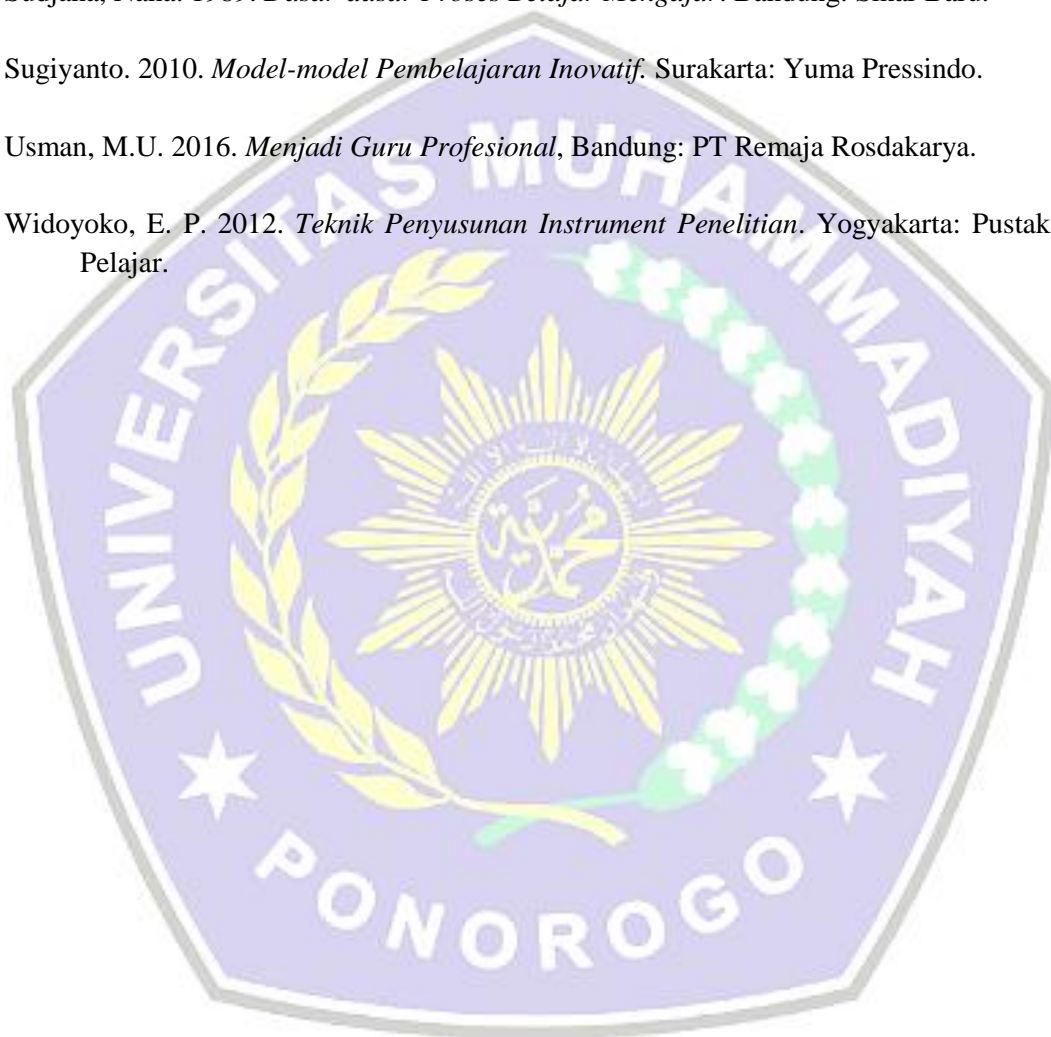 Sugiyanto. 2010. Model-model Pembelajaran Inovatif. Surakarta: Yuma Pressindo.
Usman, M.U. 2016. Menjadi Guru Profesional, Bandung: PT Remaja Rosdakarya.
Widoyoko, E. P. 2012. Teknik Penyusunan Instrument Penelitian. Yogyakarta: Pustak
Pelajar.
UNIVERSITAS MUHAMMADIYAH
PONOROGO